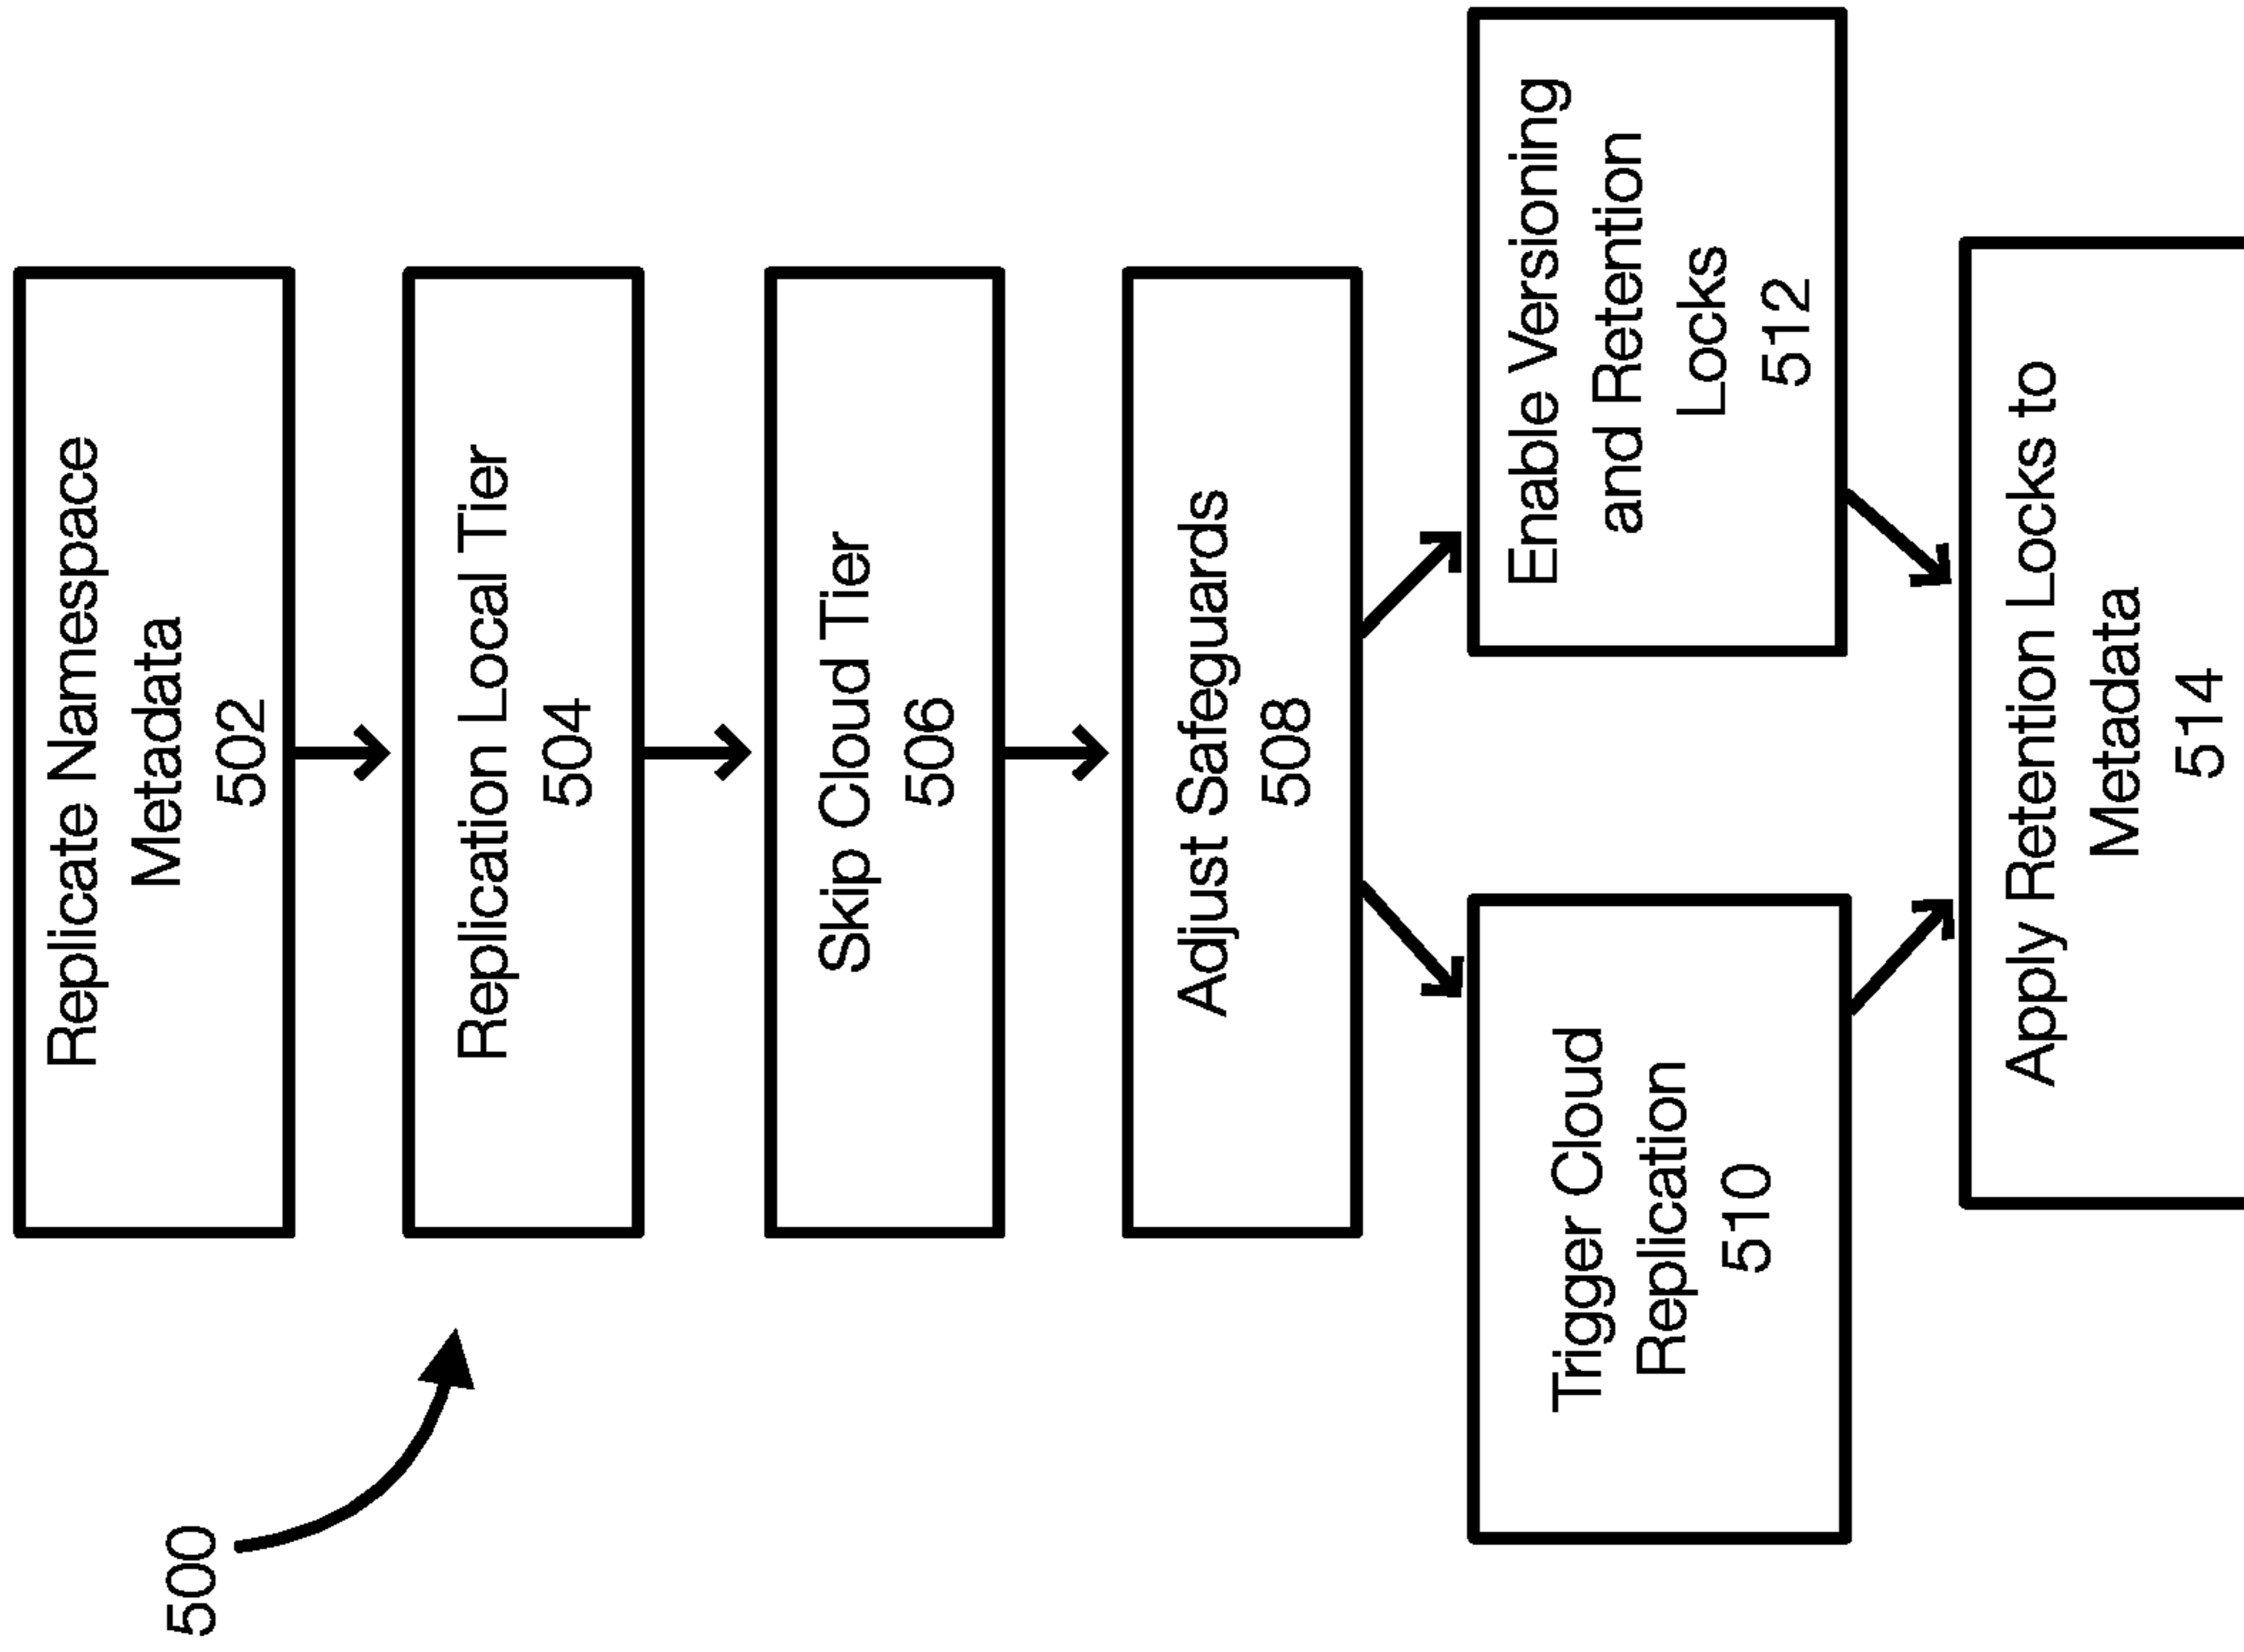 500
Replicate Namespace
Metadata
502
Replication Local Tier
504
Skip Cloud Tier
506
Adjust Safeguards
508
Trigger Cloud
Replication
510
Enable Versioning
and Retention
Locks
512
Apply Retention Locks to
Metadata
514